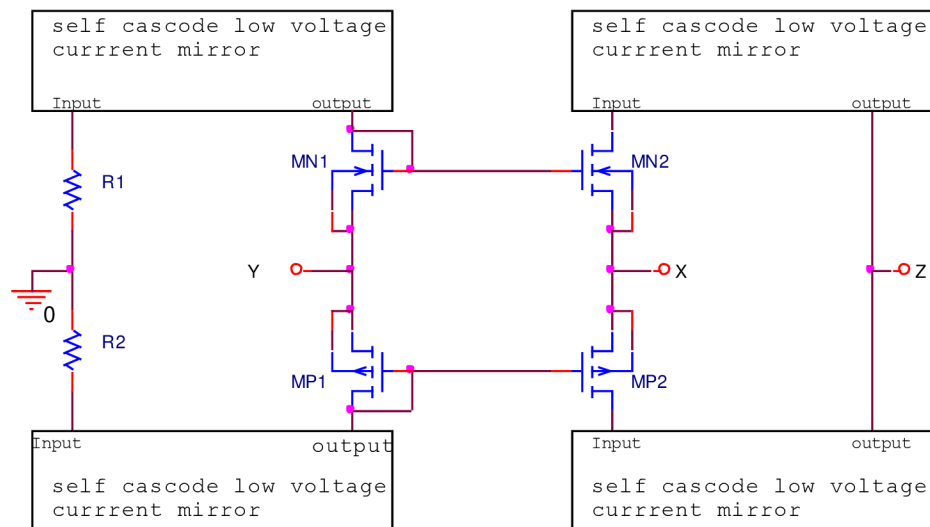 self cascode low voltage
currrent mirror
Input
output
self cascode low voltage
currrent mirror
Input
output
MN1
MN2
R1
Y
X
Z
0
R2
MP1
MP2
Input
output
self cascode low voltage
currrent mirror
Input
output
self cascode low voltage
currrent mirror